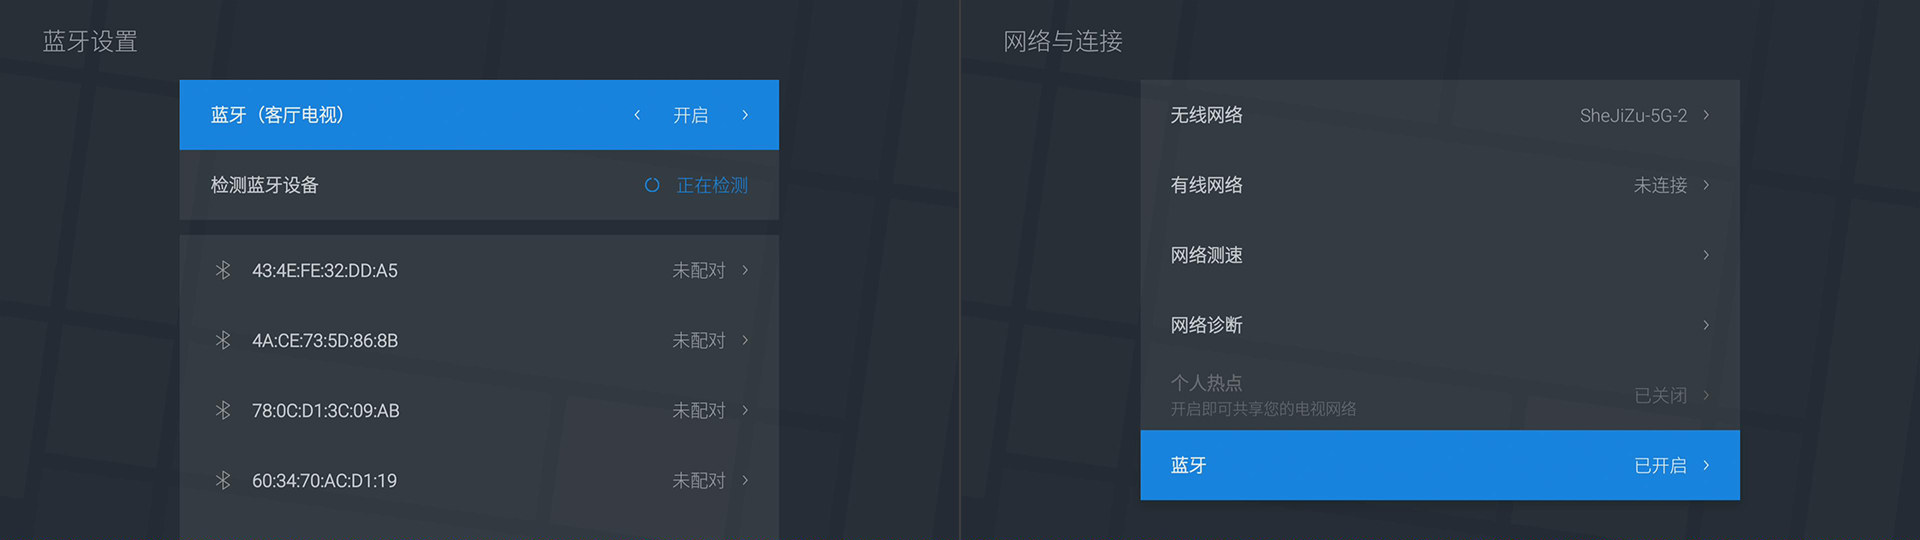 蓝牙设置
蓝牙（客厅电视）
开启
检测蓝牙设备
正在检测
43:4E:FE:32:DD:A5
未配对
4A:CE:73:5D:86:8B
未配对
78:0C:D1:3C:09:AB
未配对
60:34:70:AC:D1:19
未配对
网络与连接
无线网络
SheJiZu-5G-2
有线网络
未连接
网络测速
网络诊断
个人热点
开启即可共享您的电视网络
已关闭
蓝牙
已开启